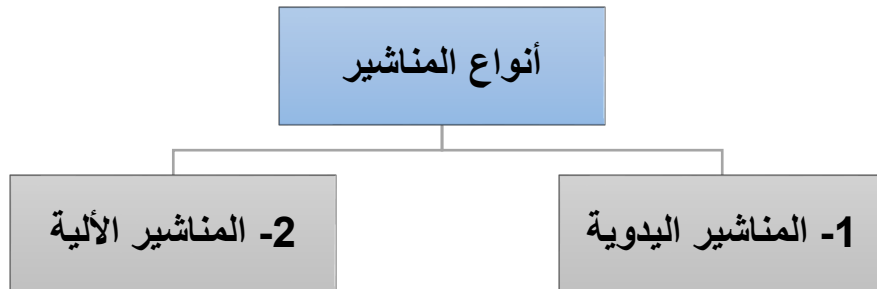 أنواع المناشير
1- المناشير اليدوية
2- المناشير الألية